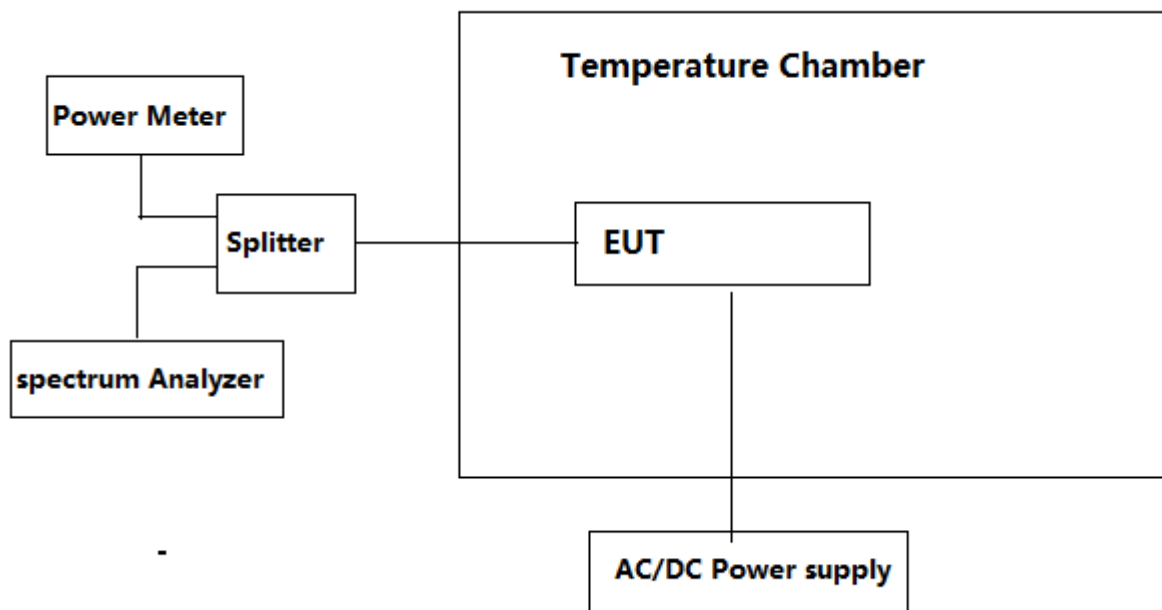 Temperature Chamber
Power Meter
Splitter
EUT
spectrum Analyzer
-
AC/DC Power supply